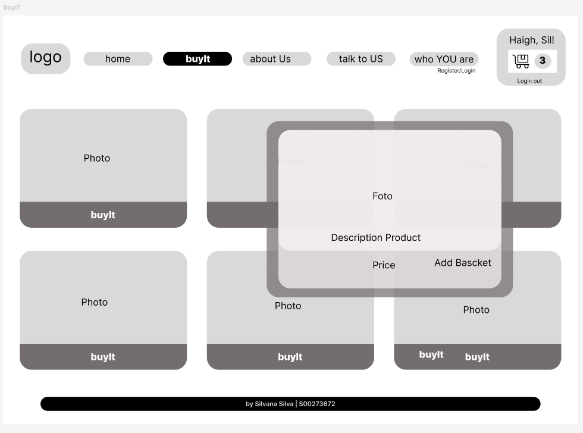 buyIT
Haigh, Sil!
logo
home
buyIt
about Us
talk to US
who YOU are
Register/Login
3
Login out
Photo
Foto
buyIt
Description Product
Price
Add Bascket
Photo
Photo
Photo
buyIt
buyIt
buyIt
buyIt
by Silvana Silva | S00273872